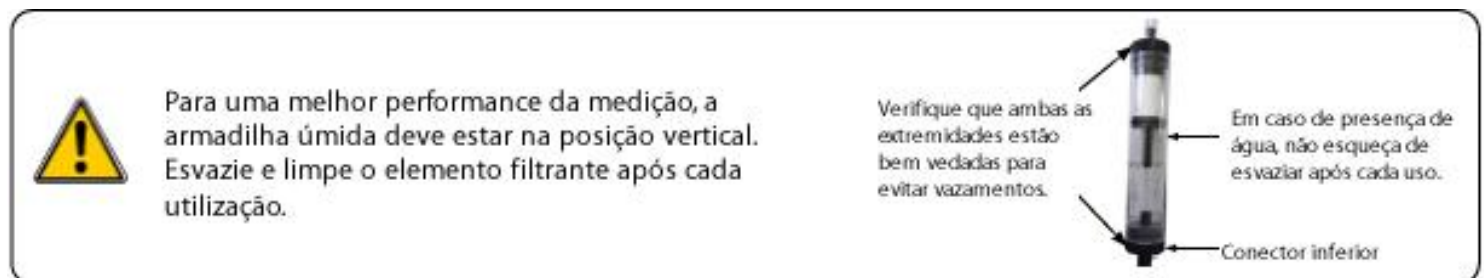 Para uma melhor performance da medição, a
armadilha úmida deve estar na posição vertical.
Esvazie e limpe o elemento filtrante após cada
utilização.
Verifique que ambas as
extremidades estão
bem vedadas para
evitar vazamentos.
Em caso de presença de
água, não esqueça de
esvaziar após cada uso.
Conector inferior